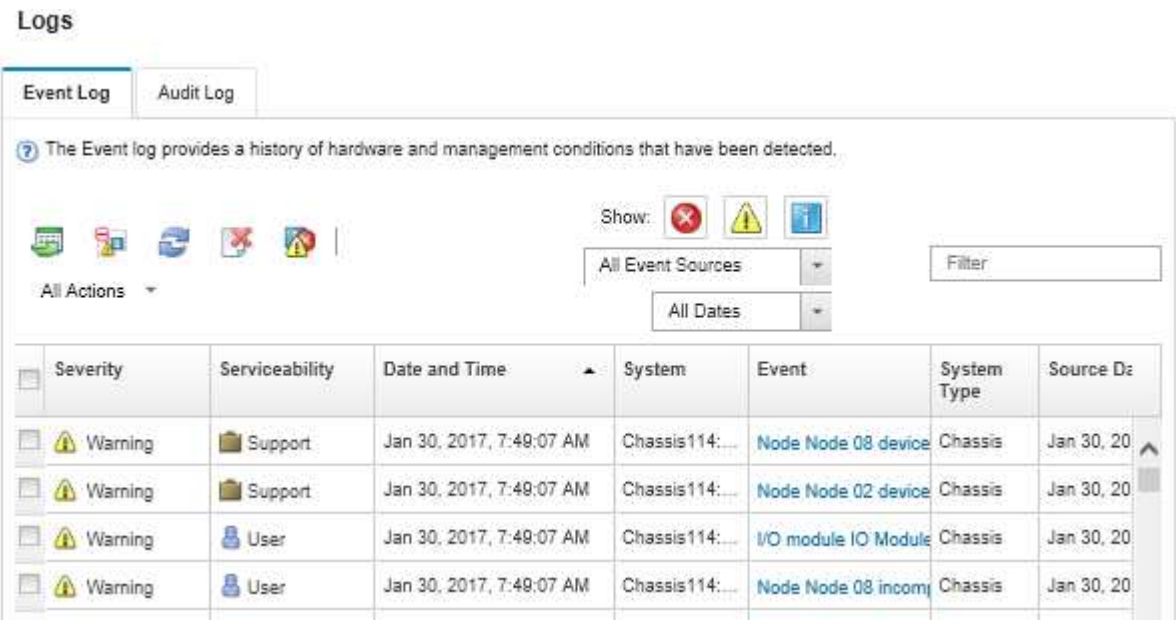 Logs
Event Log Audit Log
The Event log provides a history of hardware and management conditions that have been detected.
Show:
All Event Sources
Filter
All Actions
All Dates
Severity Serviceability Date and Time System Event System Type Source Da
Warning Support Jan 30, 2017, 7:49:07 AM Chassis114:... Node Node 08 device Chassis Jan 30, 20
Warning Support Jan 30, 2017, 7:49:07 AM Chassis114:... Node Node 02 device Chassis Jan 30, 20
Warning User Jan 30, 2017, 7:49:07 AM Chassis114:... I/O module IO Module Chassis Jan 30, 20
Warning User Jan 30, 2017, 7:49:07 AM Chassis114:... Node Node 08 incom Chassis Jan 30, 20